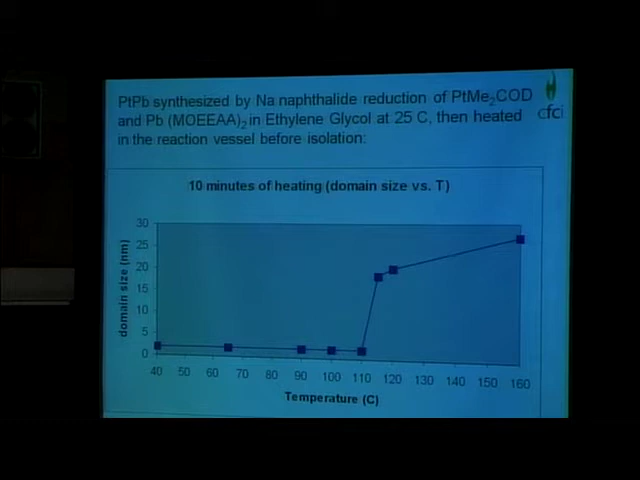 PtPb synthesized by Na naphthalide reduction of PtMe₂COD
and Pb (MOEEAA)₂ in Ethylene Glycol at 25 C, then heated
in the reaction vessel before isolation:
cfci
10 minutes of heating (domain size vs. T)
domain size (nm)
30
25
20
15
10
5
0
40 50 60 70 80 90 100 110 120 130 140 150 160
Temperature (C)